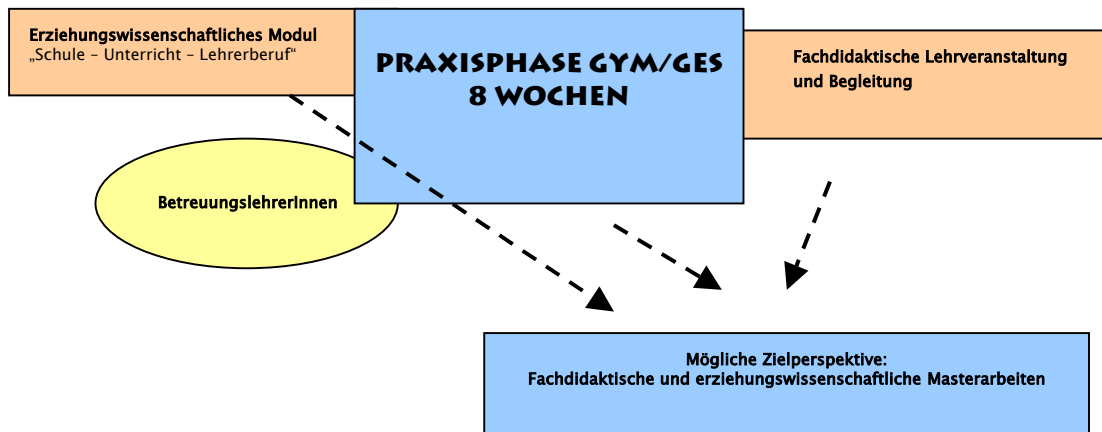 Erziehungswissenschaftliches Modul
„Schule – Unterricht – Lehrerberuf“
PRAXISPHASE GYM/GES
8 WOCHEN
Fachdidaktische Lehrveranstaltung
und Begleitung
BetreuungslehrerInnen
Mögliche Zielperspektive:
Fachdidaktische und erziehungswissenschaftliche Masterarbeiten